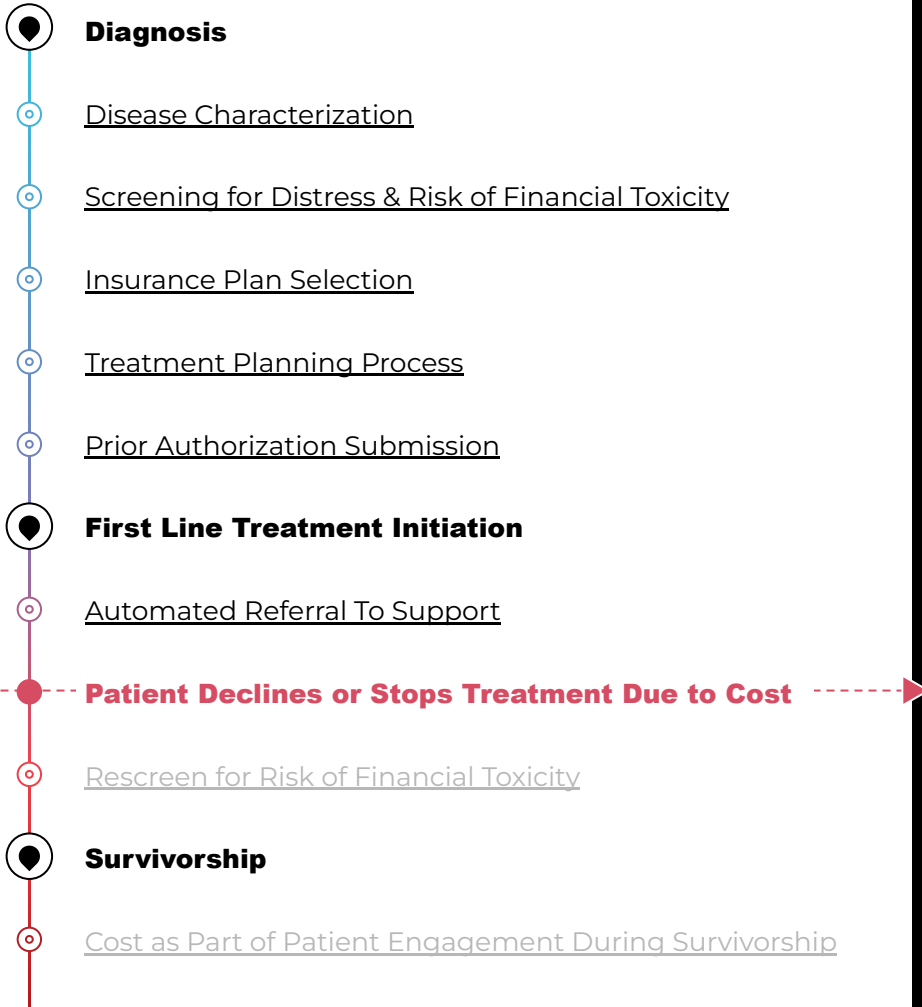 Diagnosis
Disease Characterization
Screening for Distress & Risk of Financial Toxicity
Insurance Plan Selection
Treatment Planning Process
Prior Authorization Submission
First Line Treatment Initiation
Automated Referral To Support
Patient Declines or Stops Treatment Due to Cost
Rescreen for Risk of Financial Toxicity
Survivorship
Cost as Part of Patient Engagement During Survivorship